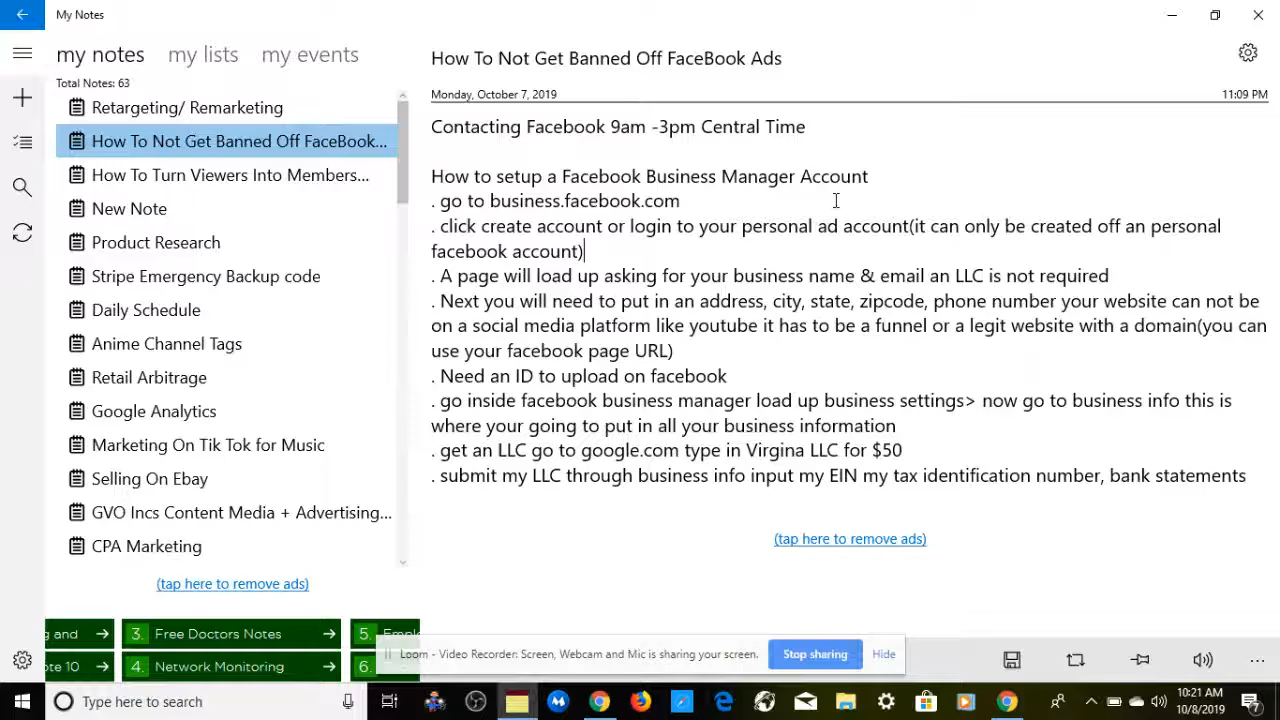 My Notes
my notes my lists my events
Total Notes: 63
Retargeting/ Remarketing
How To Not Get Banned Off FaceBook...
How To Turn Viewers Into Members...
New Note
Product Research
Stripe Emergency Backup code
Daily Schedule
Anime Channel Tags
Retail Arbitrage
Google Analytics
Marketing On Tik Tok for Music
Selling On Ebay
GVO Incs Content Media + Advertising...
CPA Marketing
(tap here to remove ads)
g and
3. Free Doctors Notes
5.
ote 10
4. Network Monitoring
6.
How To Not Get Banned Off FaceBook Ads
Monday, October 7, 2019 11:09 PM
Contacting Facebook 9am -3pm Central Time
How to setup a Facebook Business Manager Account
. go to business.facebook.com
. click create account or login to your personal ad account(it can only be created off an personal
facebook account)
. A page will load up asking for your business name & email an LLC is not required
. Next you will need to put in an address, city, state, zipcode, phone number your website can not be
on a social media platform like youtube it has to be a funnel or a legit website with a domain(you can
use your facebook page URL)
. Need an ID to upload on facebook
. go inside facebook business manager load up business settings> now go to business info this is
where your going to put in all your business information
. get an LLC go to google.com type in Virgina LLC for $50
. submit my LLC through business info input my EIN my tax identification number, bank statements
(tap here to remove ads)
Loom - Video Recorder: Screen, Webcam and Mic is sharing your screen. Stop sharing Hide
Type here to search
10:21 AM
10/8/2019